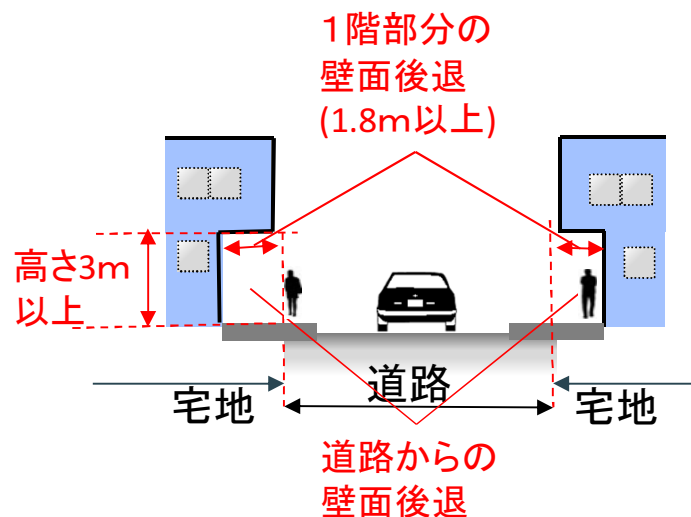 １階部分の
壁面後退
(1.8ｍ以上)
高さ3ｍ
以上
宅地
道路
宅地
道路からの
壁面後退